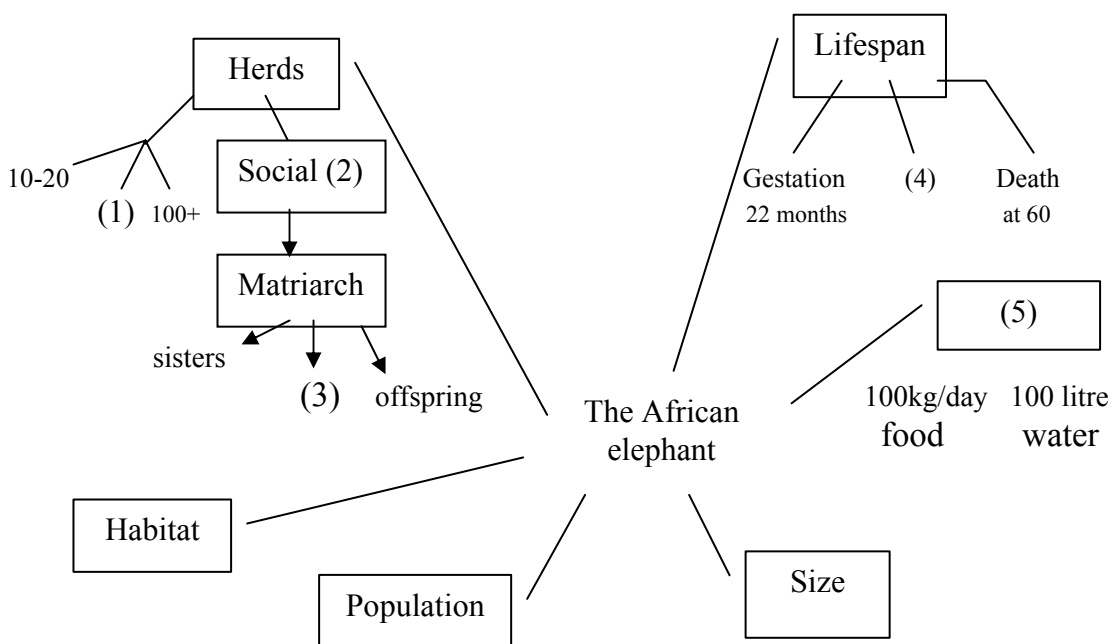 Herds
10-20
(1)
100+
Social (2)
Matriarch
sisters
(3)
offspring
Lifespan
Gestation
22 months
(4)
Death
at 60
(5)
100kg/day
food
100 litre
water
The African
elephant
Habitat
Population
Size